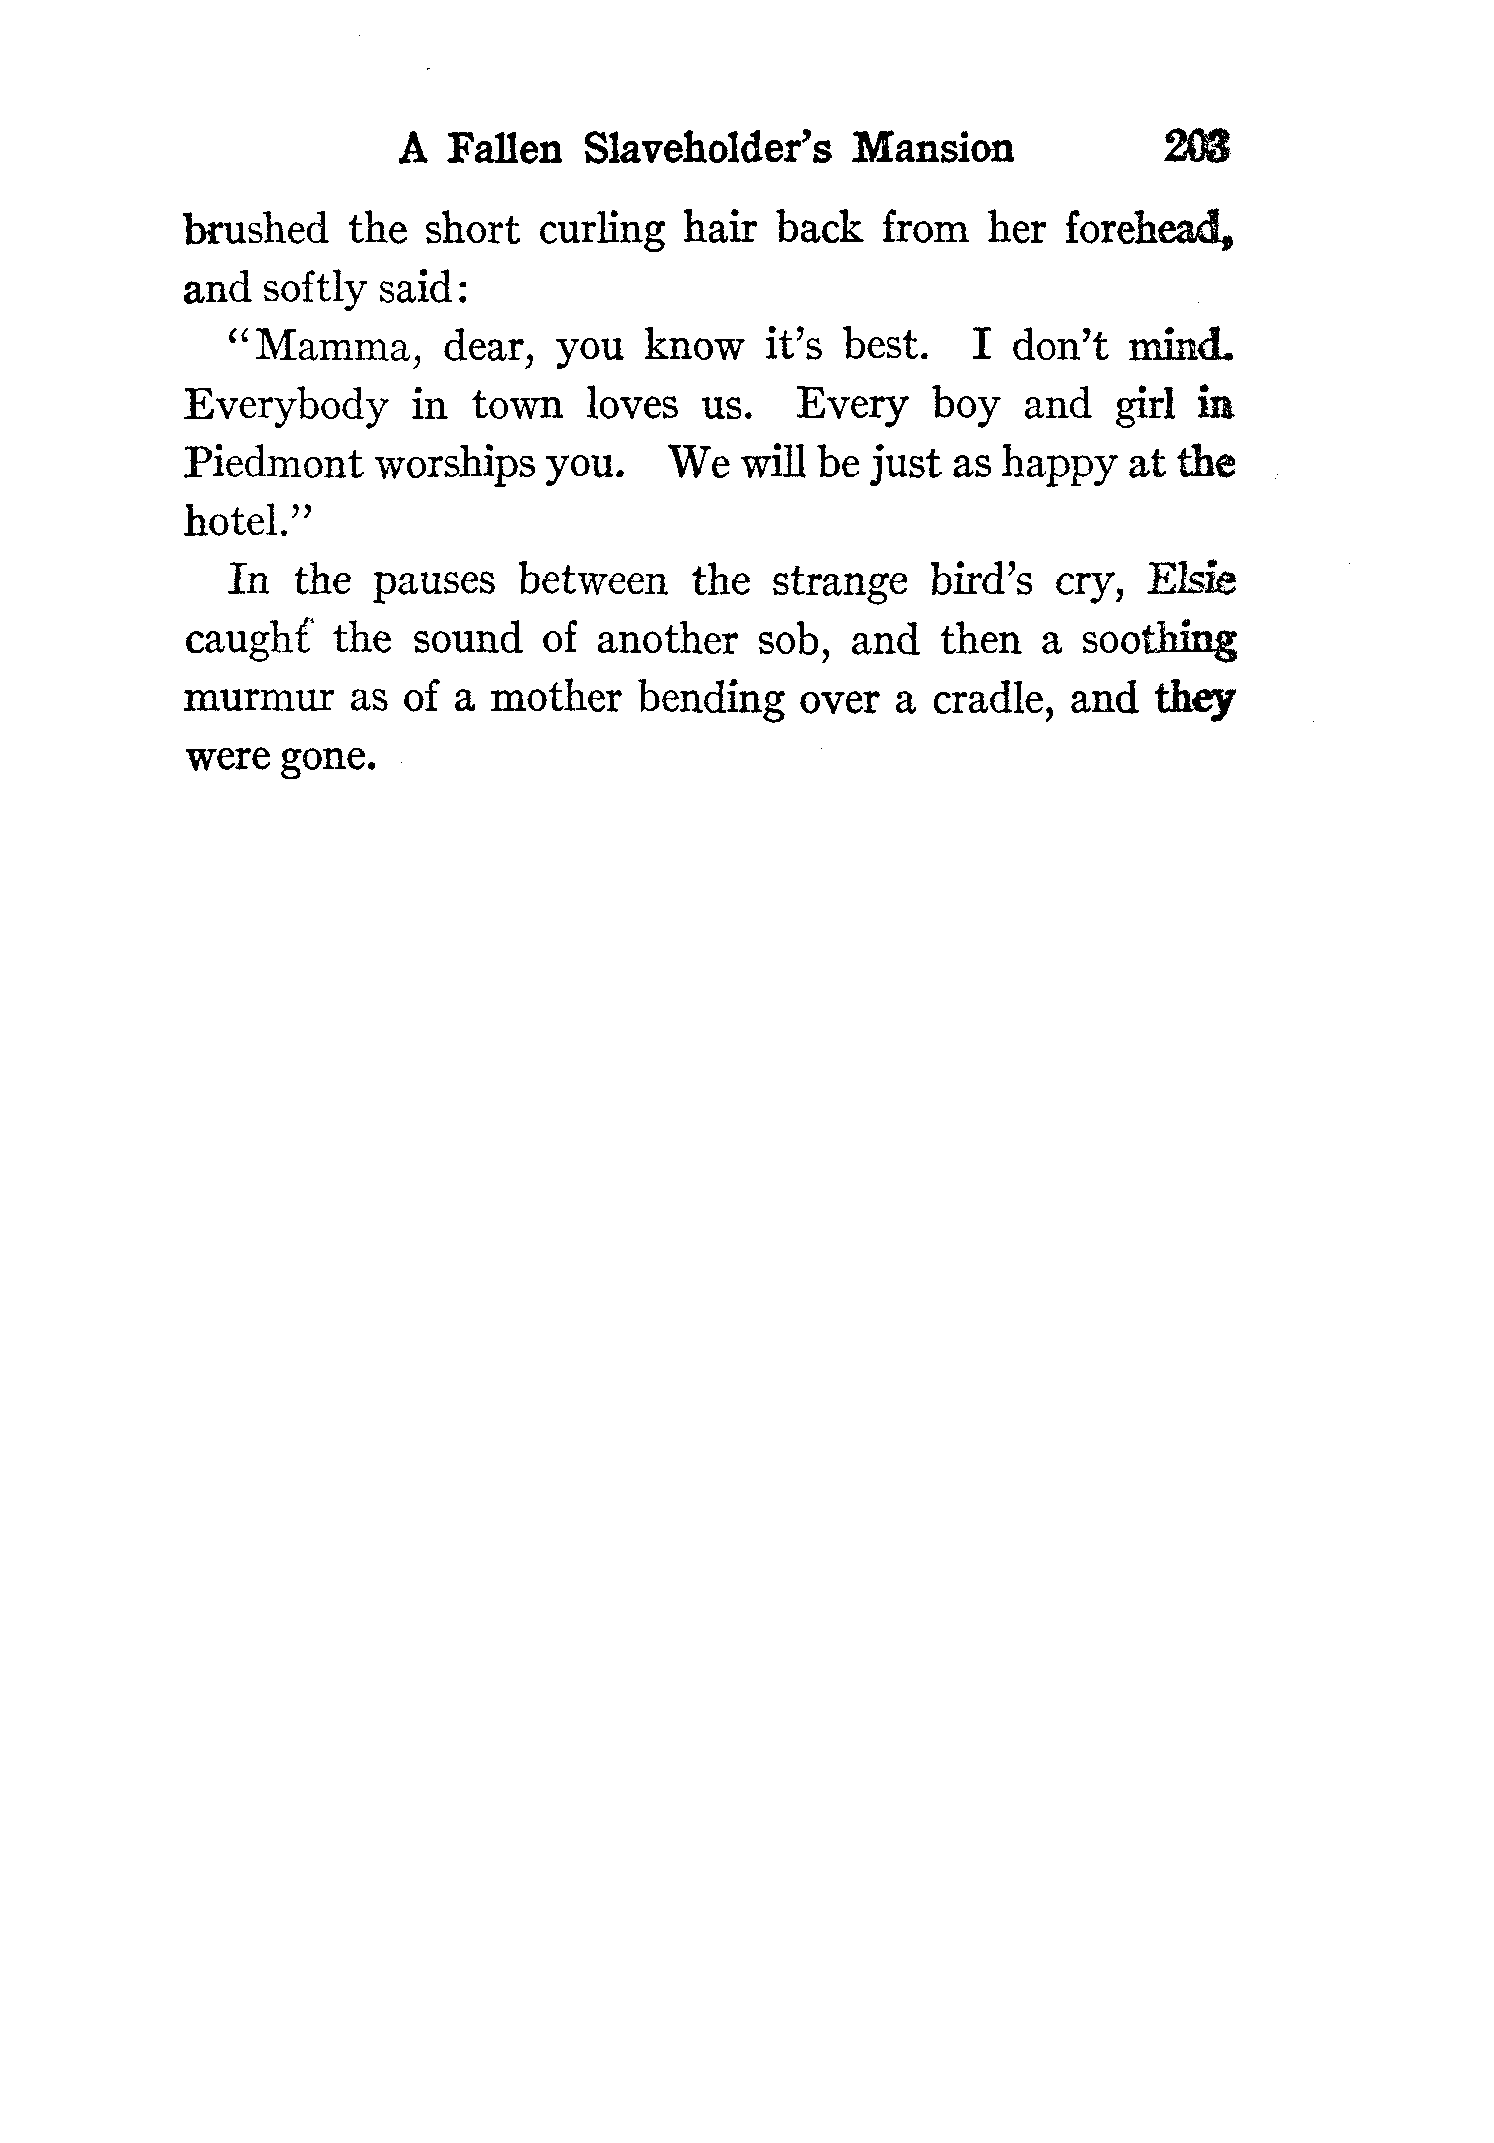 A Fallen Slaveholder's Mansion 203
brushed the short curling hair back from her forehead,
and softly said:
"Mamma, dear, you know it's best. I don't mind.
Everybody in town loves us. Every boy and girl in
Piedmont worships you. We will be just as happy at the
hotel."
In the pauses between the strange bird's cry, Elsie
caught the sound of another sob, and then a soothing
murmur as of a mother bending over a cradle, and they
were gone.